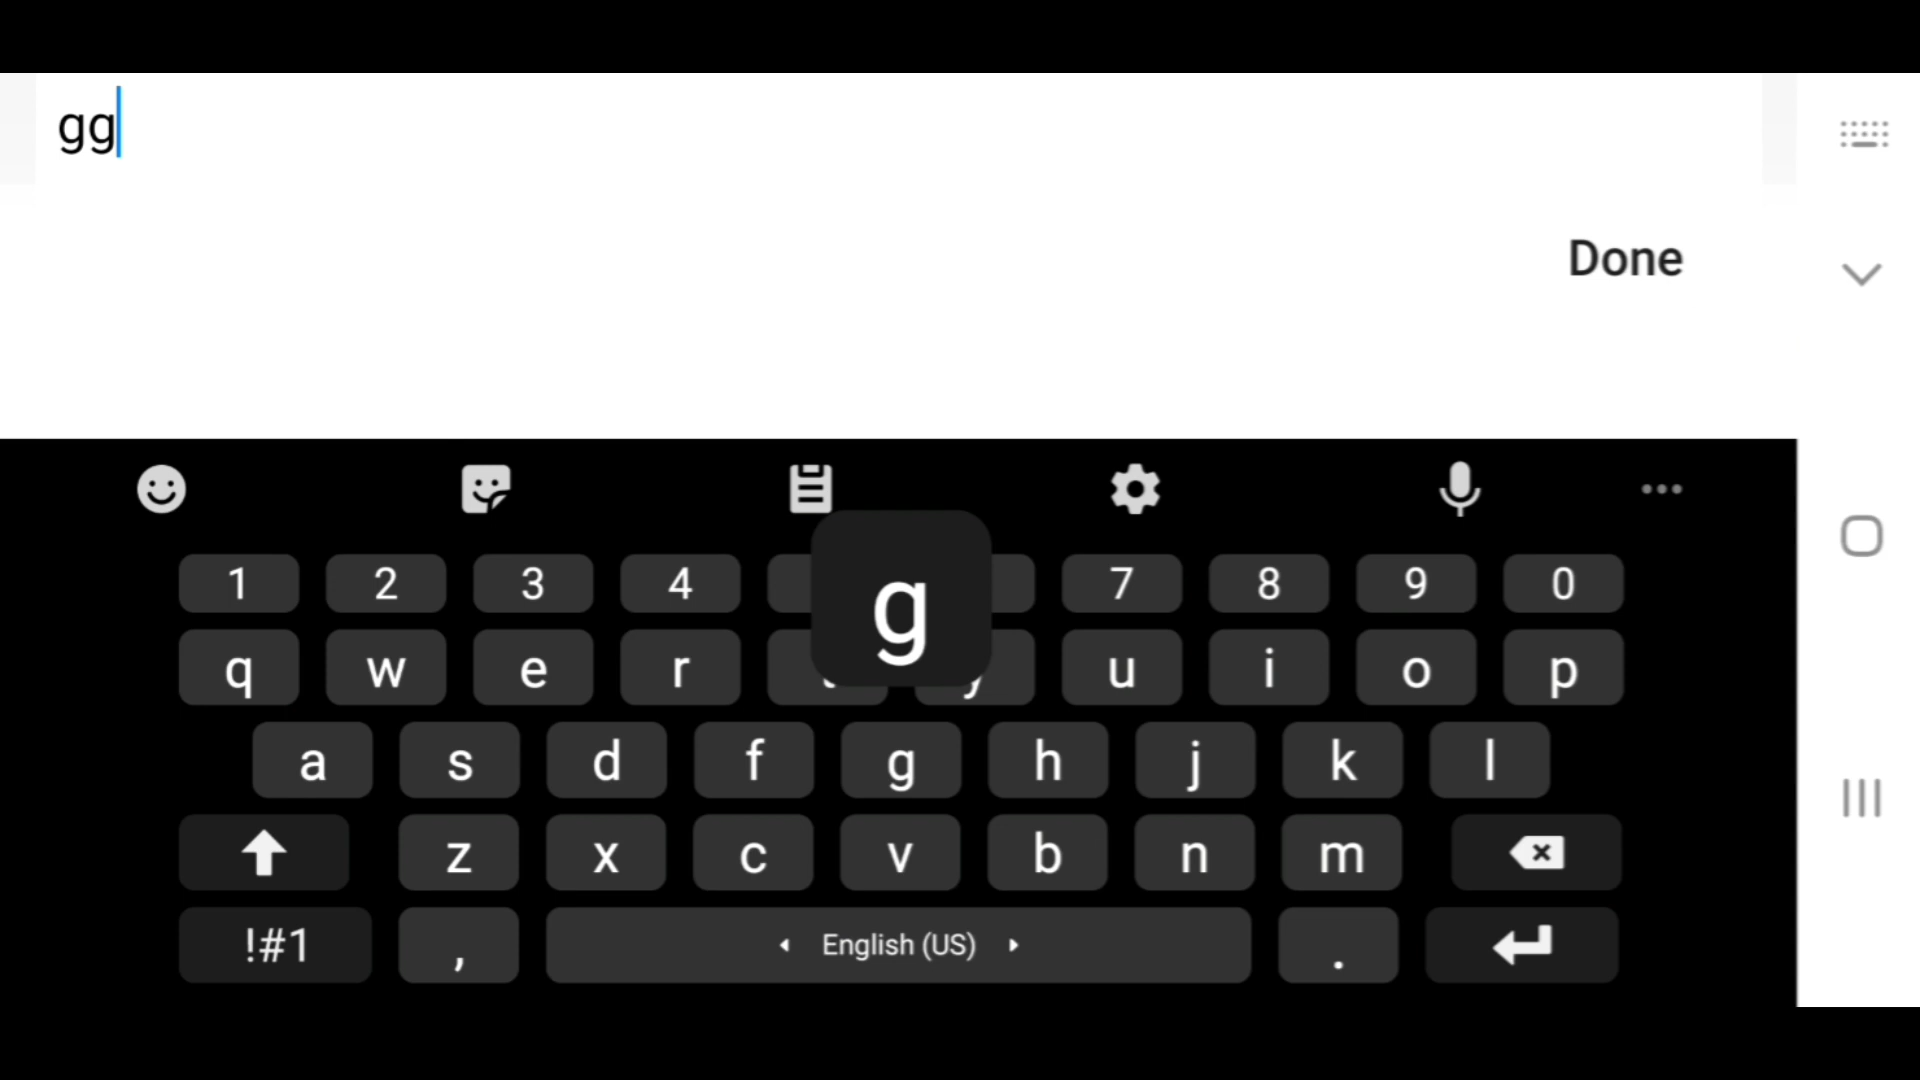 gg
Done
1 2 3 4 7 8 9 0
g
q w e r y u i o p
a s d f g h j k l
z x c v b n m
!#1 , English (US) .